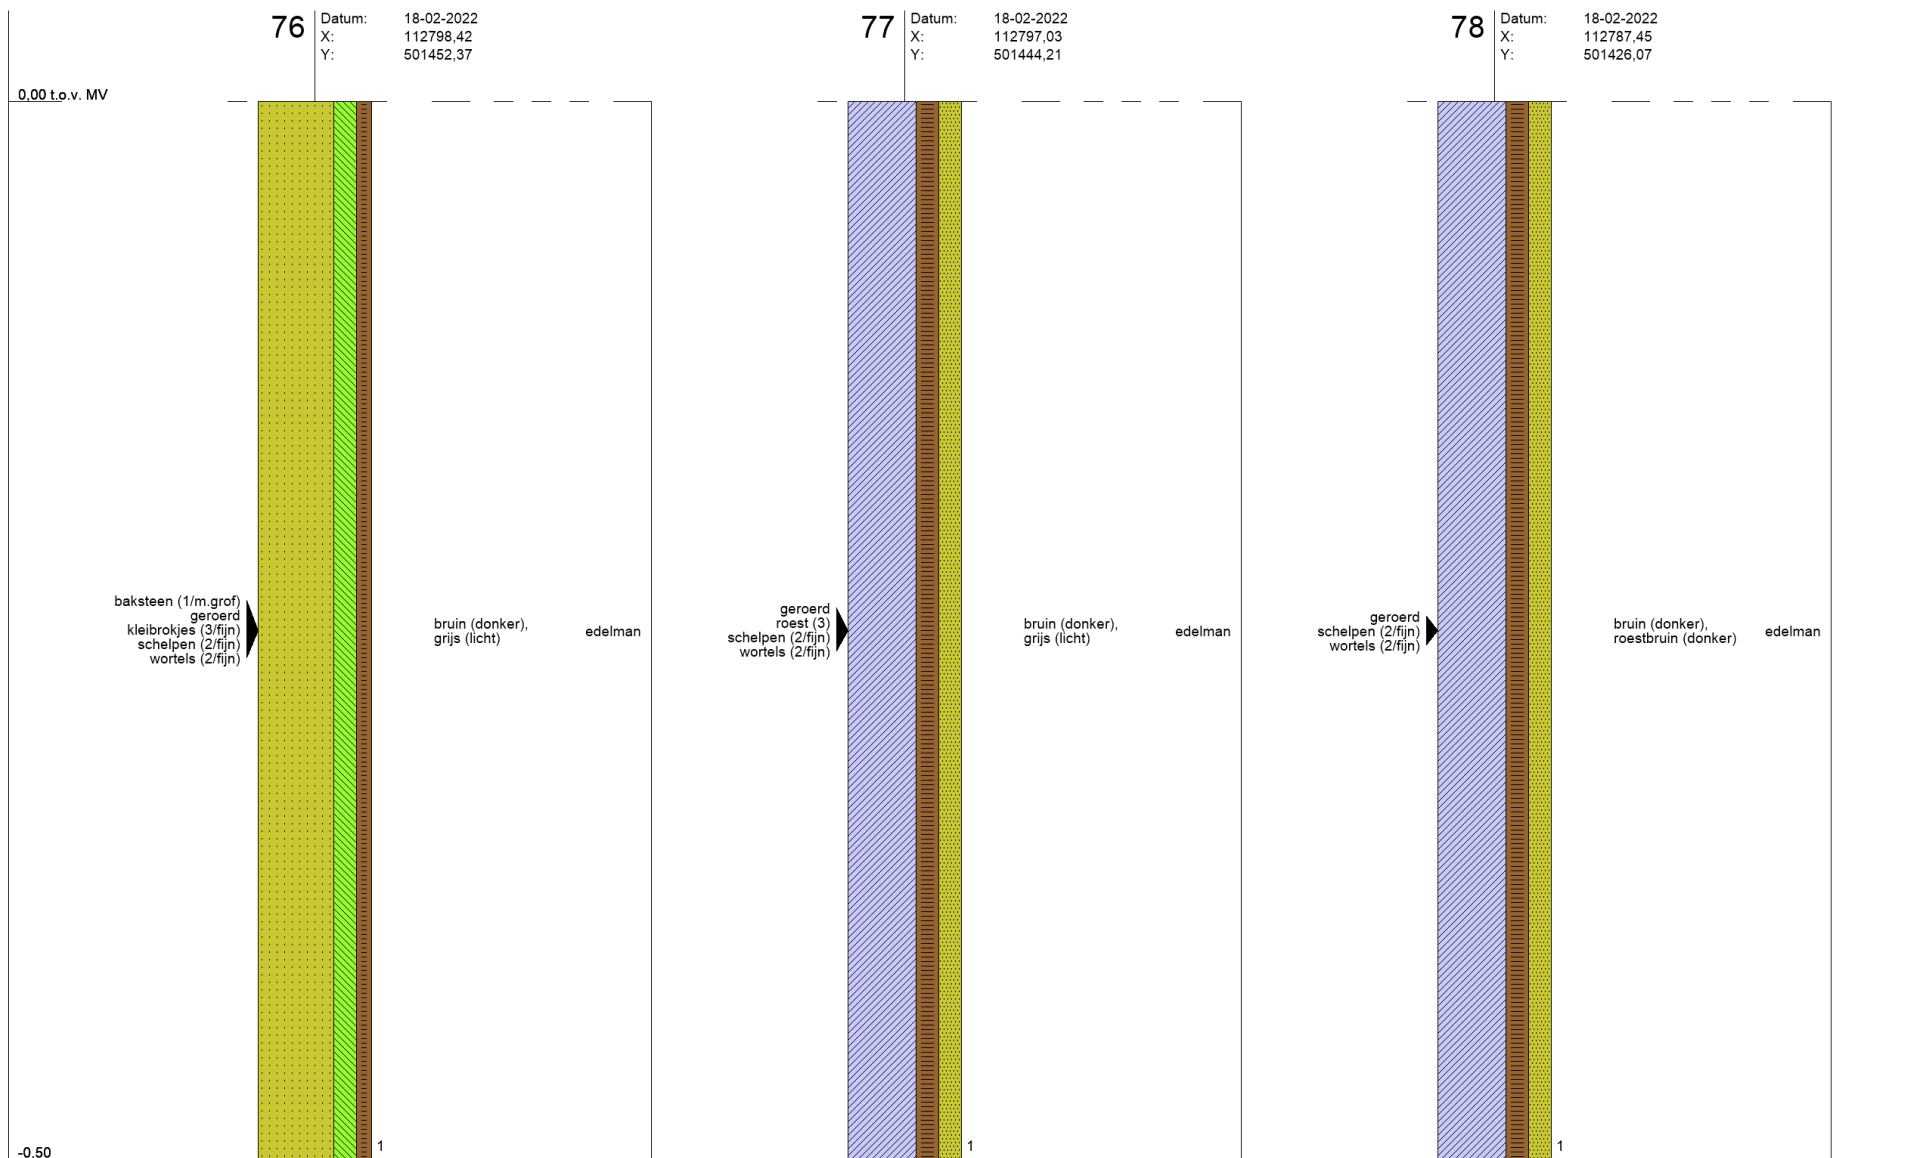 76
Datum: 18-02-2022
X: 112798,42
Y: 501452,37
77
Datum: 18-02-2022
X: 112797,03
Y: 501444,21
78
Datum: 18-02-2022
X: 112787,45
Y: 501426,07
0,00 t.o.v. MV
baksteen (1/m.grof)
geroerd
kleibrokjes (3/fijn)
schelpen (2/fijn)
wortels (2/fijn)
bruin (donker),
grijs (licht)
edelman
geroerd
roest (3)
schelpen (2/fijn)
wortels (2/fijn)
bruin (donker),
grijs (licht)
edelman
geroerd
schelpen (2/fijn)
wortels (2/fijn)
bruin (donker),
roestbruin (donker)
edelman
1
1
1
-0,50